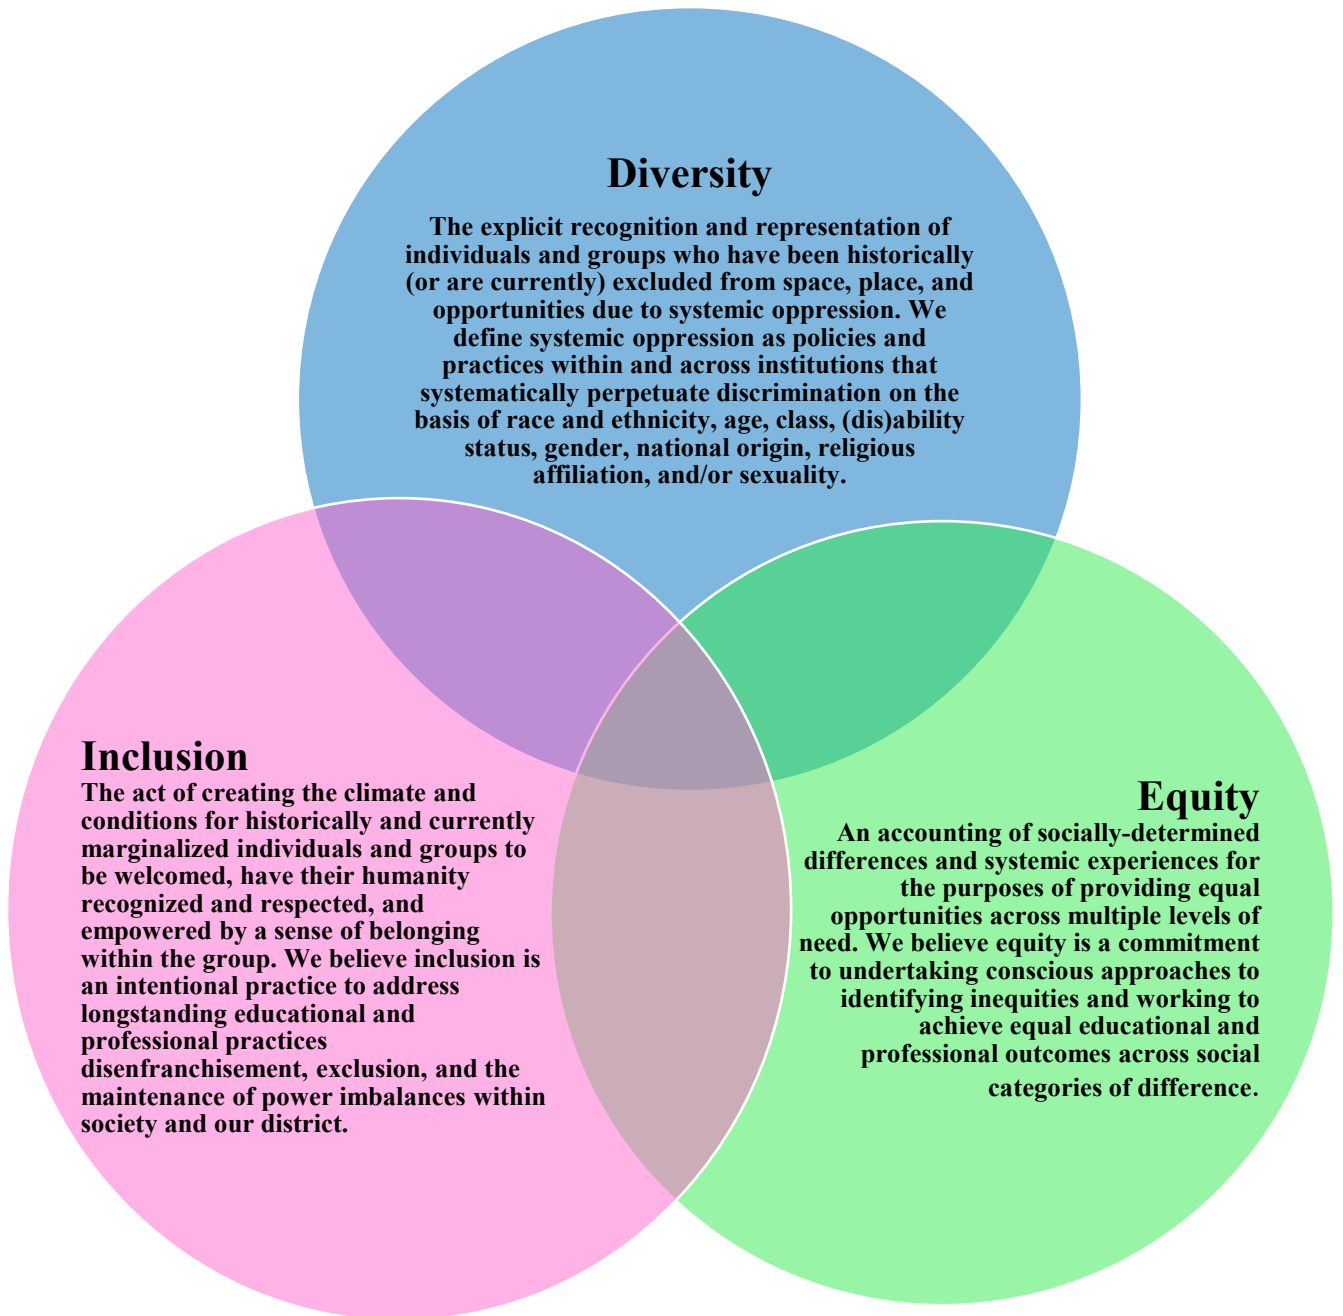 Diversity
The explicit recognition and representation of
individuals and groups who have been historically
(or are currently) excluded from space, place, and
opportunities due to systemic oppression. We
define systemic oppression as policies and
practices within and across institutions that
systematically perpetuate discrimination on the
basis of race and ethnicity, age, class, (dis)ability
status, gender, national origin, religious
affiliation, and/or sexuality.
Inclusion
The act of creating the climate and
conditions for historically and currently
marginalized individuals and groups to
be welcomed, have their humanity
recognized and respected, and
empowered by a sense of belonging
within the group. We believe inclusion is
an intentional practice to address
longstanding educational and
professional practices
disenfranchisement, exclusion, and the
maintenance of power imbalances within
society and our district.
Equity
An accounting of socially-determined
differences and systemic experiences for
the purposes of providing equal
opportunities across multiple levels of
need. We believe equity is a commitment
to undertaking conscious approaches to
identifying inequities and working to
achieve equal educational and
professional outcomes across social
categories of difference.